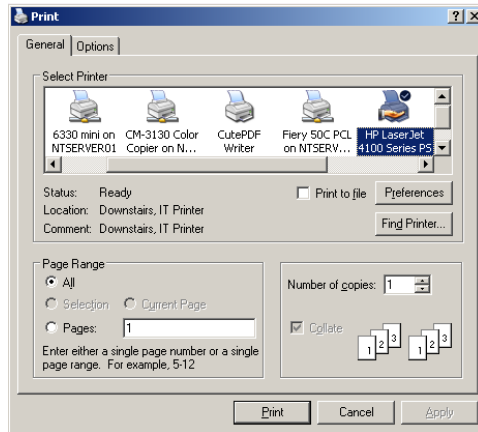 Print
General
Options
Select Printer
6330 mini on NTSERVER01
CM-3130 Color Copier on N...
CutePDF Writer
Fiery 50C PCL on NTSERV...
HP LaserJet 4100 Series PS
Status: Ready
Print to file
Preferences
Location: Downstairs, IT Printer
Comment: Downstairs, IT Printer
Find Printer...
Page Range
All
Selection
Current Page
Pages: 1
Enter either a single page number or a single
page range. For example, 5-12
Number of copies: 1
Collate
1 2 3 1 2 3
Print
Cancel
Apply